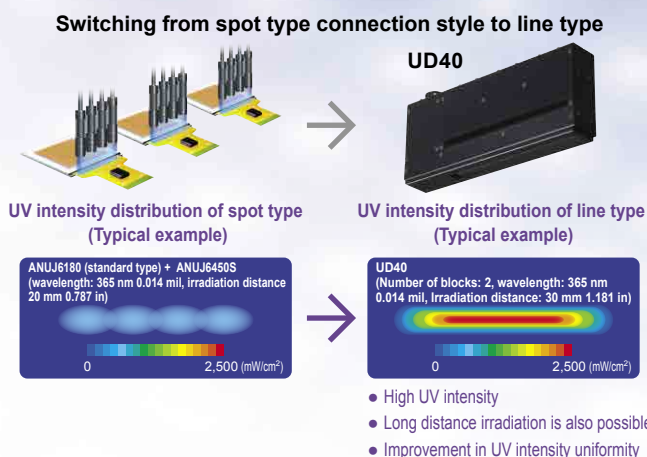 Switching from spot type connection style to line type
UD40
UV intensity distribution of spot type
(Typical example)
UV intensity distribution of line type
(Typical example)
ANUJ6180 (standard type) + ANUJ6450S
(wavelength: 365 nm 0.014 mil, irradiation distance
20 mm 0.787 in)
0 2,500 (mW/cm²)
UD40
(Number of blocks: 2, wavelength: 365 nm
0.014 mil, Irradiation distance: 30 mm 1.181 in)
0 2,500 (mW/cm²)
● High UV intensity
● Long distance irradiation is also possible
● Improvement in UV intensity uniformity